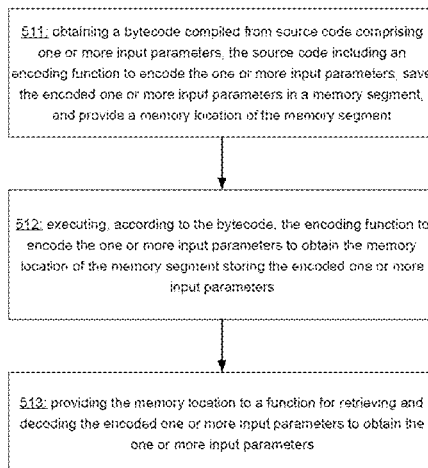 511: obtaining a bytecode compiled from source code comprising
one or more input parameters, the source code including an
encoding function to encode the one or more input parameters, save
the encoded one or more input parameters in a memory segment,
and provide a memory location of the memory segment
512: executing, according to the bytecode, the encoding function to
encode the one or more input parameters to obtain the memory
location of the memory segment storing the encoded one or more
input parameters
513: providing the memory location to a function for retrieving and
decoding the encoded one or more input parameters to obtain the
one or more input parameters